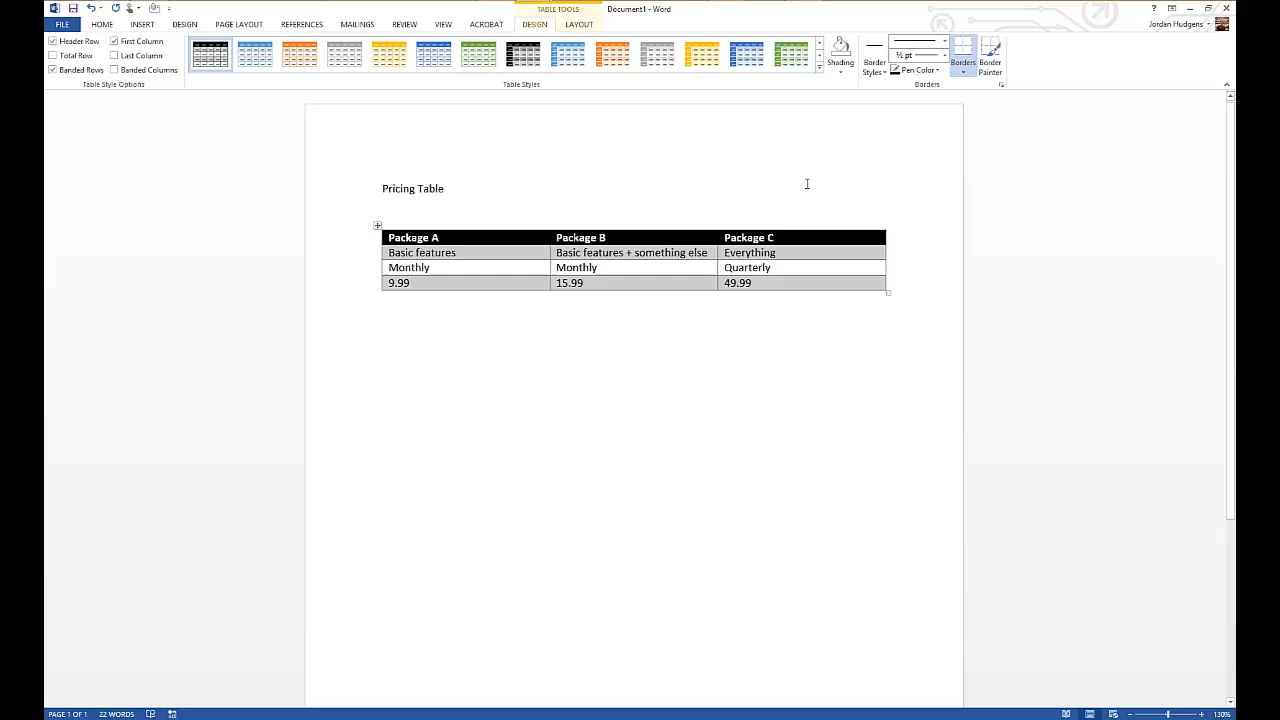 TABLE TOOLS
Document1 - Word
?
FILE HOME INSERT DESIGN PAGE LAYOUT REFERENCES MAILINGS REVIEW VIEW ACROBAT DESIGN LAYOUT
Jordan Hudgens
Header Row First Column
Total Row Last Column
Banded Rows Banded Columns
Table Style Options
Table Styles
Shading
Border Styles
½ pt
Pen Color
Borders
Border Painter
Borders
Pricing Table
Package A Package B Package C
Basic features Basic features + something else Everything
Monthly Monthly Quarterly
9.99 15.99 49.99
PAGE 1 OF 1 22 WORDS
130%